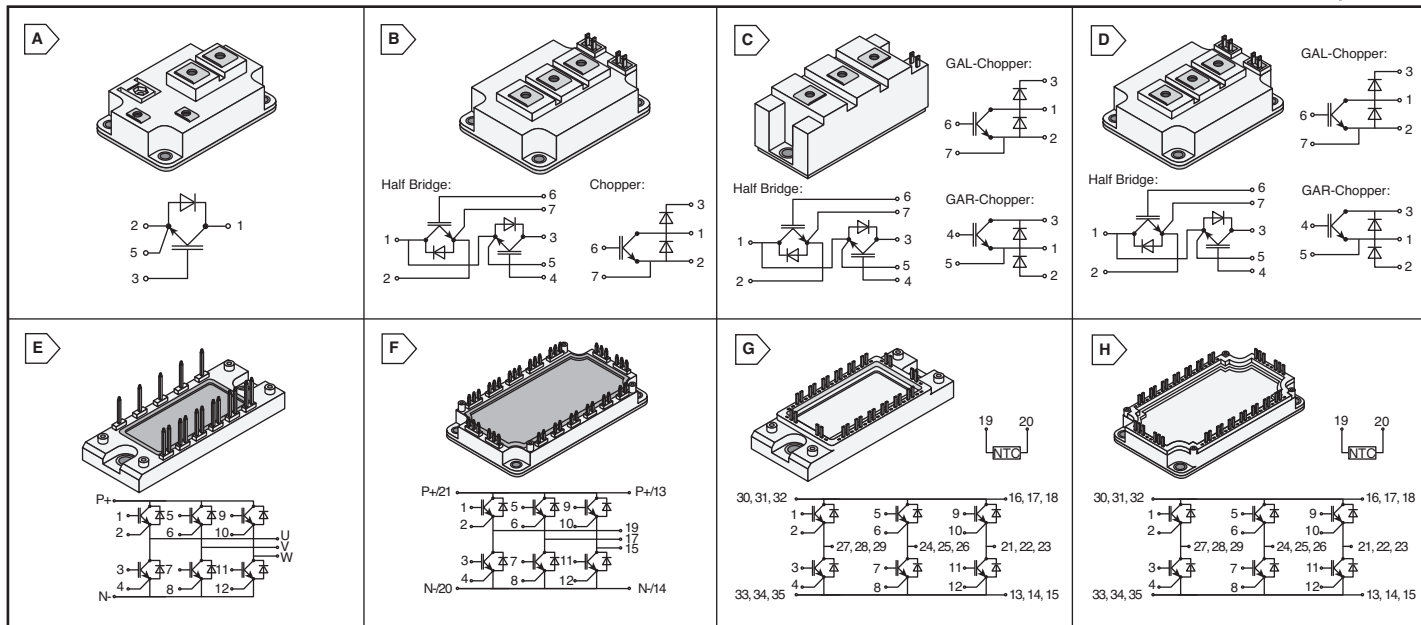 A
2
1
5
3
B
Half Bridge:
6
7
1
3
5
2
4
Chopper:
3
6
1
2
7
C
GAL-Chopper:
3
6
1
2
7
Half Bridge:
6
7
1
3
5
2
4
GAR-Chopper:
3
4
1
5
2
D
GAL-Chopper:
3
6
1
2
7
Half Bridge:
6
7
1
3
5
2
4
GAR-Chopper:
3
4
1
5
2
E
P+
1 5 9
2 6 10
U
V
W
3 7 11
4 8 12
N-
F
P+/21 P+/13
1 5 9
2 6 10
19
17
15
3 7 11
4 8 12
N-/20 N-/14
G
19 20
NTC
30, 31, 32 16, 17, 18
1 5 9
2 6 10
27, 28, 29 24, 25, 26 21, 22, 23
3 7 11
4 8 12
33, 34, 35 13, 14, 15
H
19 20
NTC
30, 31, 32 16, 17, 18
1 5 9
2 6 10
27, 28, 29 24, 25, 26 21, 22, 23
3 7 11
4 8 12
33, 34, 35 13, 14, 15